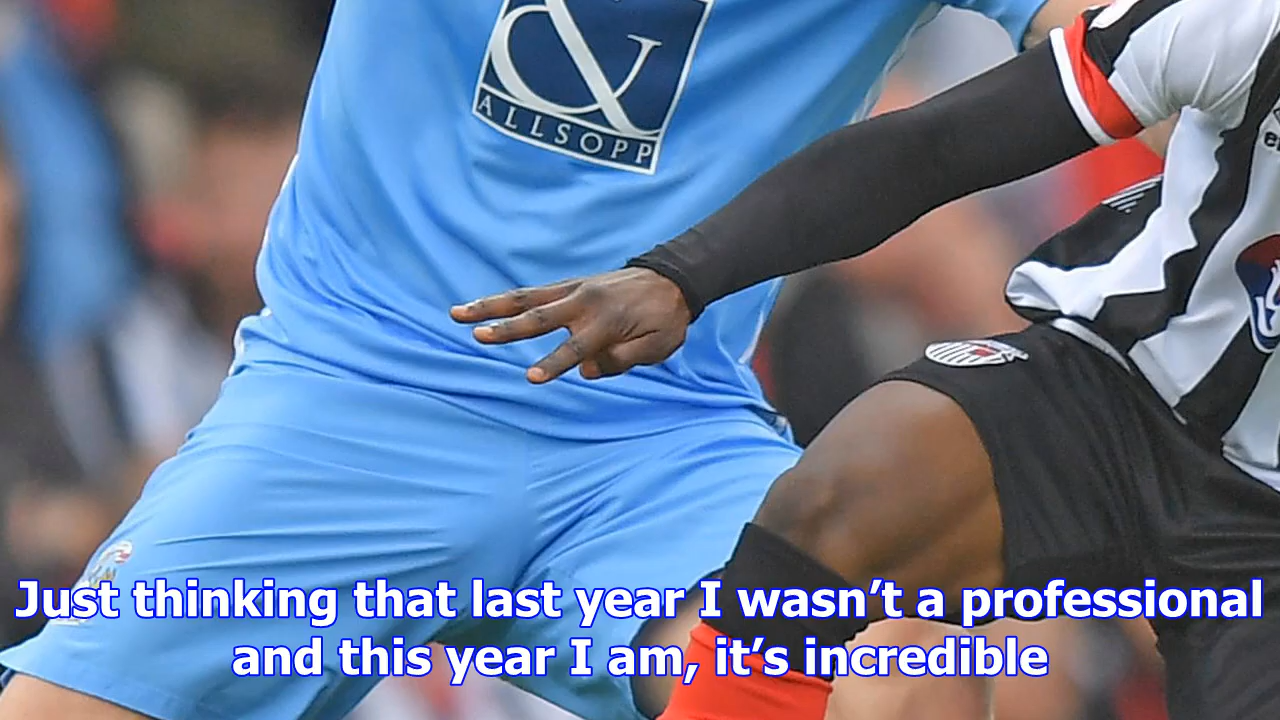 &
ALLSOPP
Just thinking that last year I wasn’t a professional
and this year I am, it’s incredible